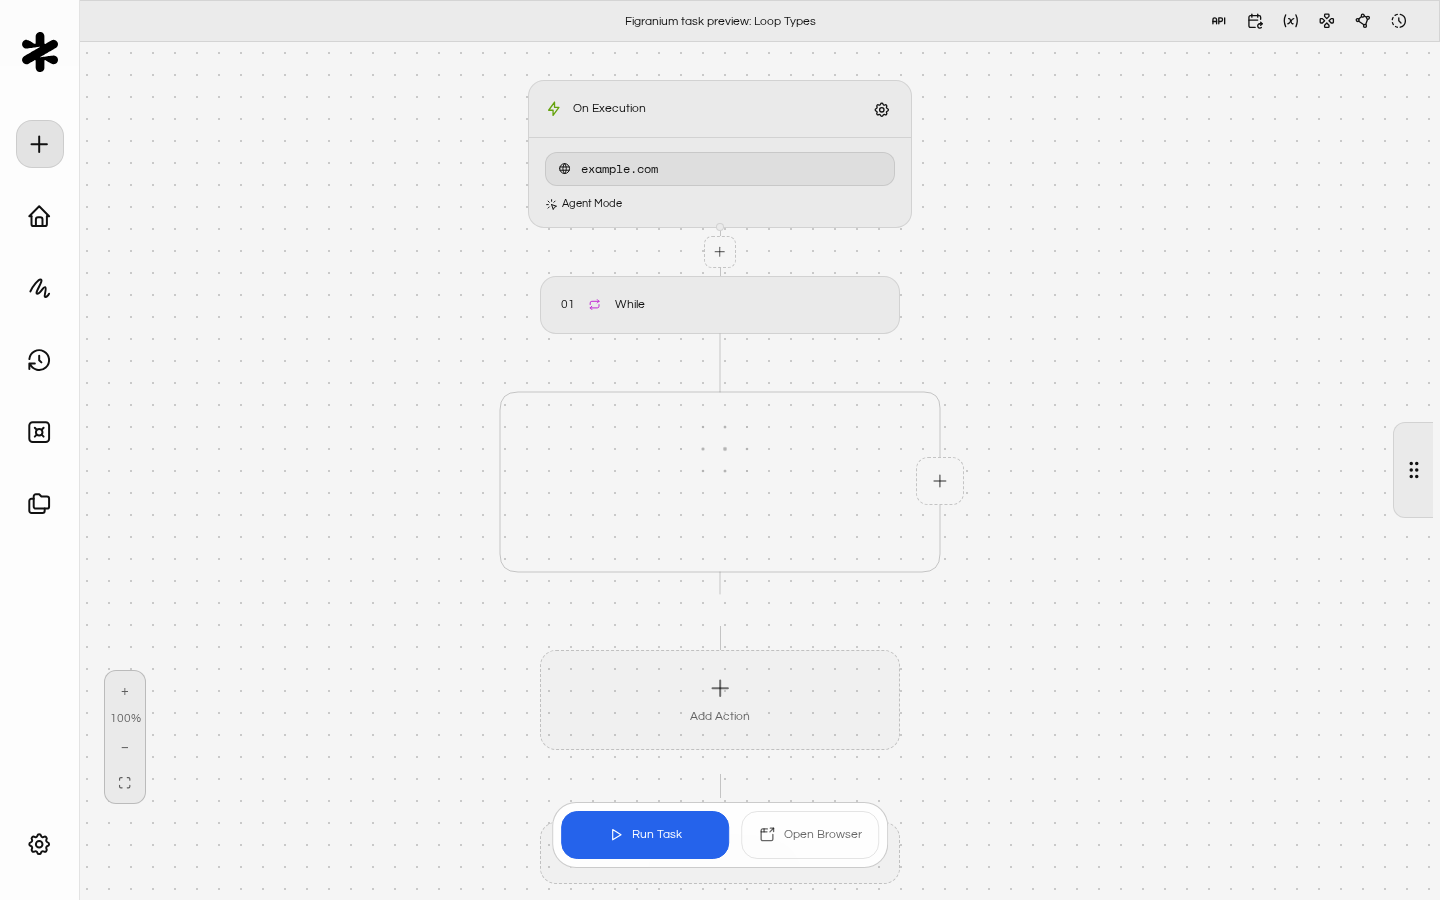 Figranium task preview: Loop Types
API
(x)
On Execution
example.com
Agent Mode
01 While
+
100%
−
Add Action
Run Task
Open Browser